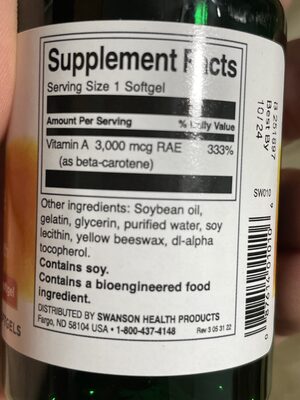 Supplement Facts
Serving Size 1 Softgel
Amount Per Serving % Daily Value
Vitamin A 3,000 mcg RAE 333%
(as beta-carotene)
Other ingredients: Soybean oil,
gelatin, glycerin, purified water, soy
lecithin, yellow beeswax, dl-alpha
tocopherol.
Contains soy.
Contains a bioengineered food
ingredient.
DISTRIBUTED BY SWANSON HEALTH PRODUCTS
Fargo, ND 58104 USA • 1-800-437-4148 Rev 3 05 31 22
Best By
10/24
SW010